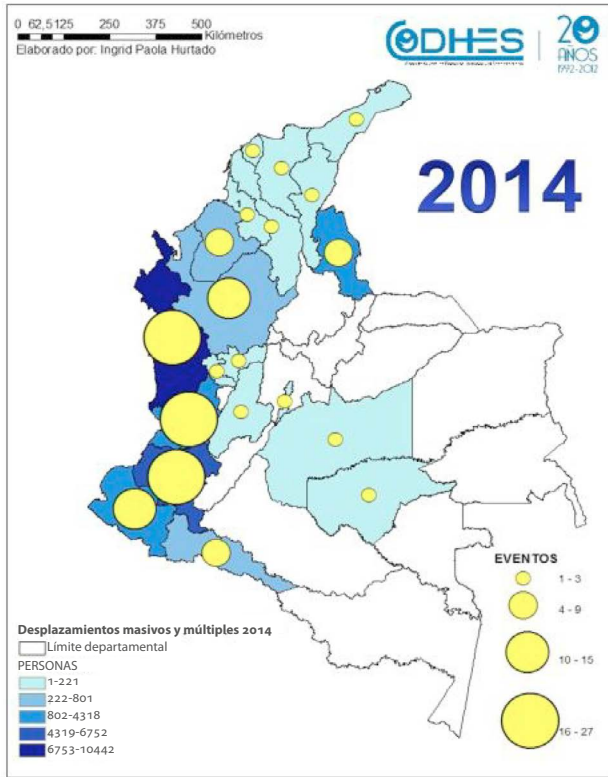 0 62,5 125 250 375 500
Kilómetros
Elaborado por: Ingrid Paola Hurtado
CODHES
20
AÑOS
1992-2012
2014
EVENTOS
1 - 3
4 - 9
10 - 15
16 - 27
Desplazamientos masivos y múltiples 2014
Límite departamental
PERSONAS
1-221
222-801
802-4318
4319-6752
6753-10442